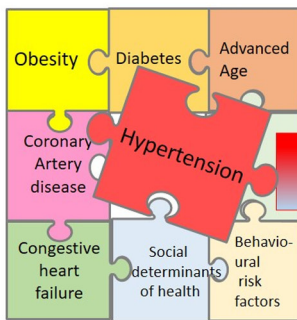 Obesity
Diabetes
Advanced
Age
Coronary
Artery
disease
Hypertension
Congestive
heart
failure
Social
determinants
of health
Behavio-
ural
risk
factors